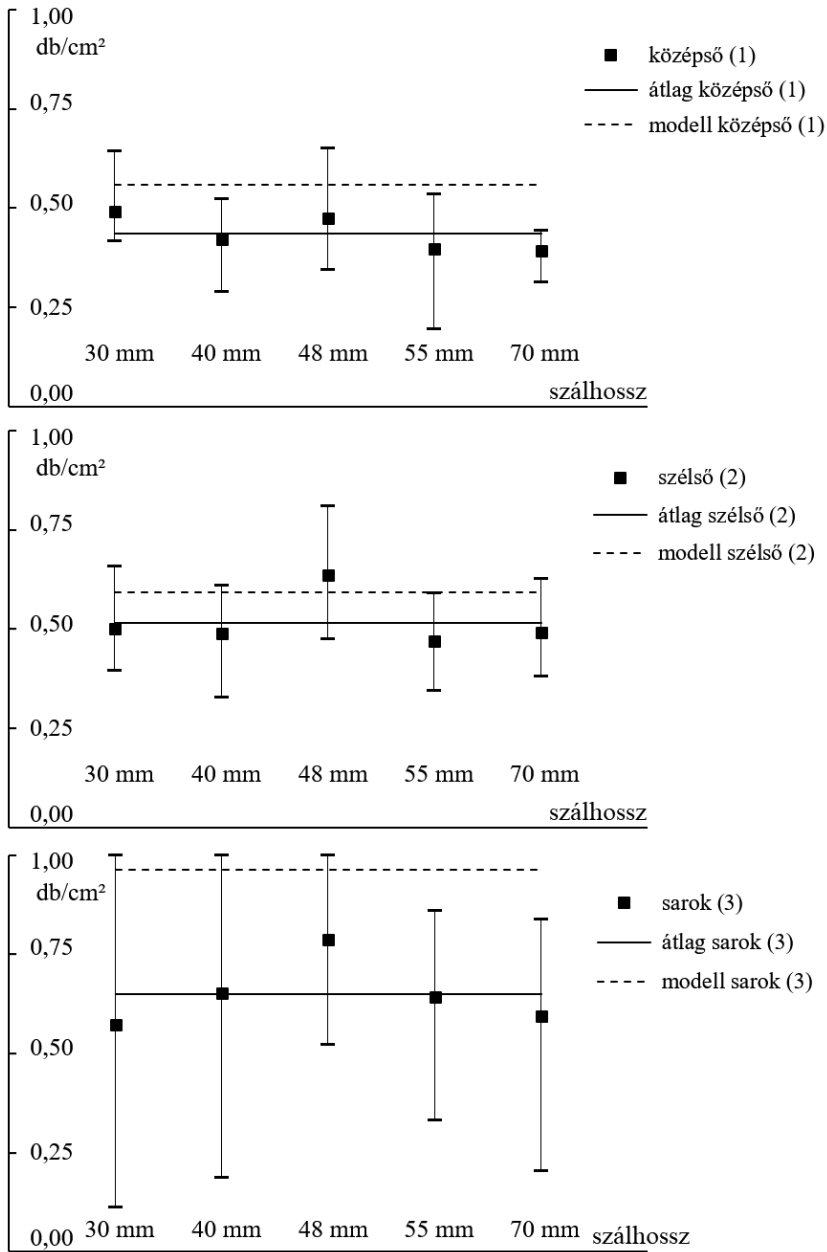 1,00
db/cm²
0,75
0,50
0,25
0,00
30 mm 40 mm 48 mm 55 mm 70 mm
szálhossz
középső (1)
átlag középső (1)
modell középső (1)
1,00
db/cm²
0,75
0,50
0,25
0,00
30 mm 40 mm 48 mm 55 mm 70 mm
szálhossz
szélső (2)
átlag szélső (2)
modell szélső (2)
1,00
db/cm²
0,75
0,50
0,25
0,00
30 mm 40 mm 48 mm 55 mm 70 mm
szálhossz
sarok (3)
átlag sarok (3)
modell sarok (3)